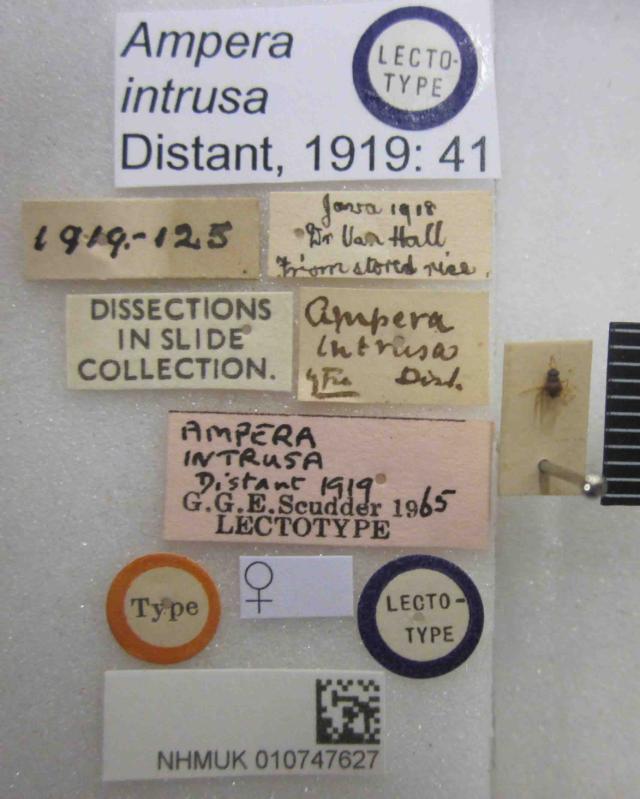 Ampera
intrusa
Distant, 1919: 41
LECTO-
TYPE
1919.-125
Java 1918
Dr Van Hall
From stored rice.
DISSECTIONS
IN SLIDE
COLLECTION.
Ampera
intrusa
Dist.
AMPERA
INTRUSA
Distant 1919
G.G.E.Scudder 1965
LECTOTYPE
Type
♀
LECTO-
TYPE
NHMUK 010747627